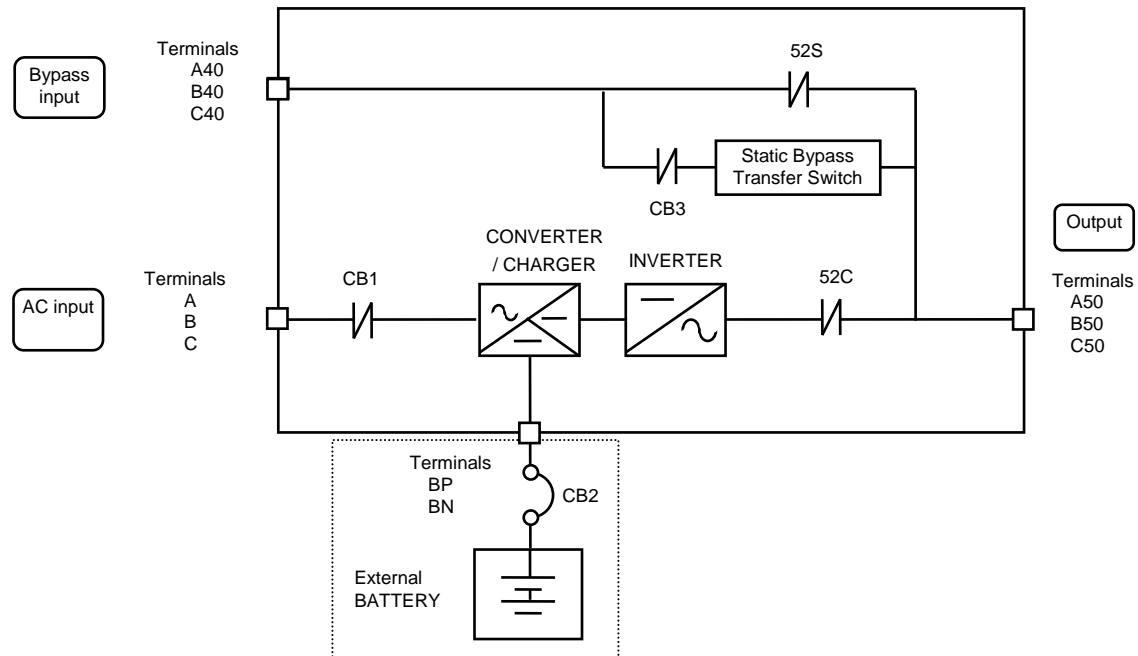 Bypass
input
Terminals
A40
B40
C40
52S
Static Bypass
Transfer Switch
CB3
Output
Terminals
A50
B50
C50
AC input
Terminals
A
B
C
CB1
CONVERTER
/ CHARGER
INVERTER
52C
Terminals
BP
BN
CB2
External
BATTERY